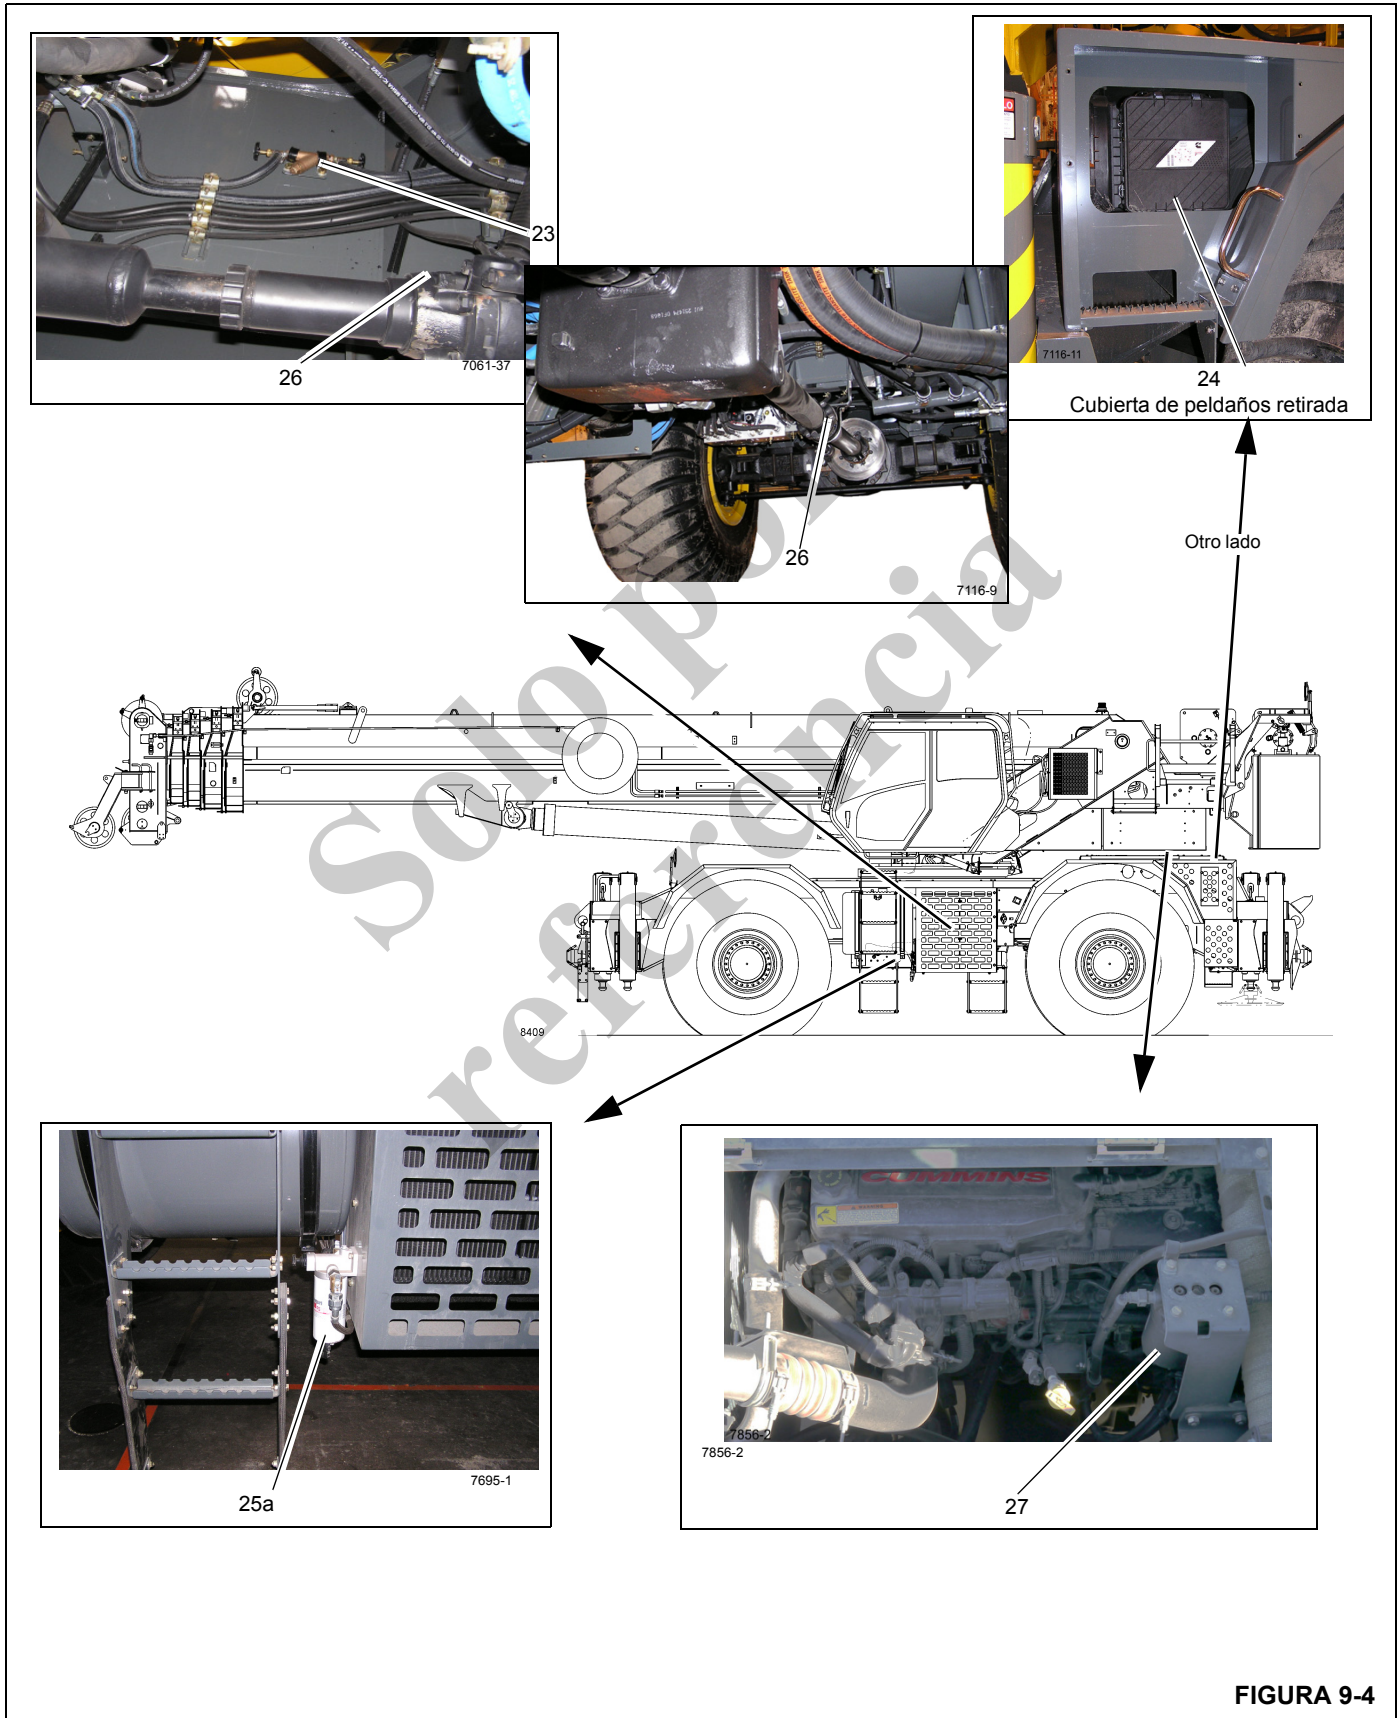 23
26
7061-37
7116-11
24
Cubierta de peldaños retirada
26
7116-9
Otro lado
Solo por
referencia
8409
CUMMINS
7695-1
25a
7856-2
7856-2
27
FIGURA 9-4